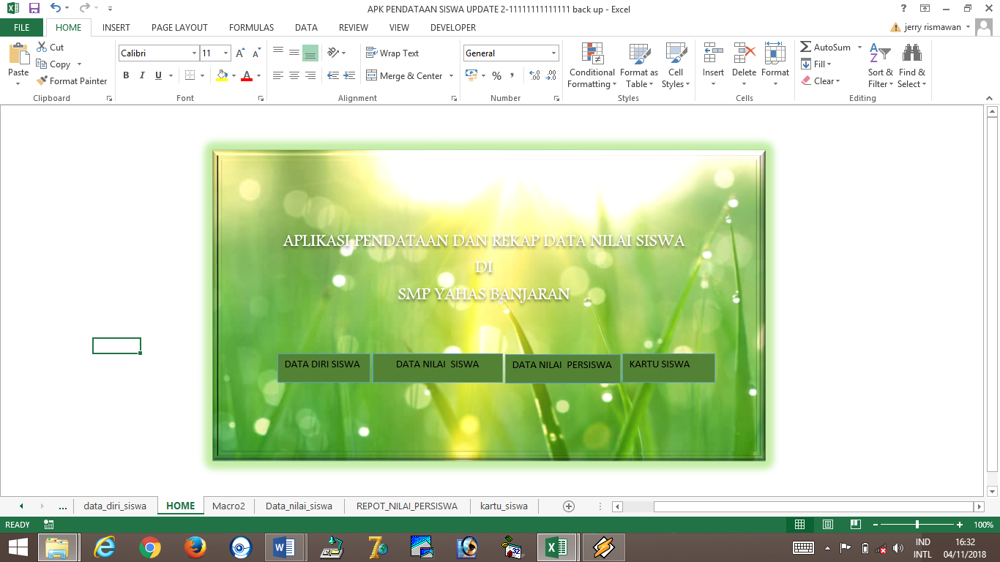 APK PENDATAAN SISWA UPDATE 2-11111111111111 back up - Excel
FILE HOME INSERT PAGE LAYOUT FORMULAS DATA REVIEW VIEW DEVELOPER jerry rismawan
Paste
Cut
Copy
Format Painter
Clipboard
Calibri 11
B I U
Font
Wrap Text
Merge & Center
Alignment
General
%
Number
Conditional Formatting
Format as Table
Cell Styles
Styles
Insert
Delete
Format
Cells
AutoSum
Fill
Clear
Sort & Filter
Find & Select
Editing
APLIKASI PENDATAAN DAN REKAP DATA NILAI SISWA
DI
SMP YAHAS BANJARAN
DATA DIRI SISWA DATA NILAI SISWA DATA NILAI PERSISWA KARTU SISWA
... data_diri_siswa HOME Macro2 Data_nilai_siswa REPOT_NILAI_PERSISWA kartu_siswa
READY 100%
IND 16:32
INTL 04/11/2018